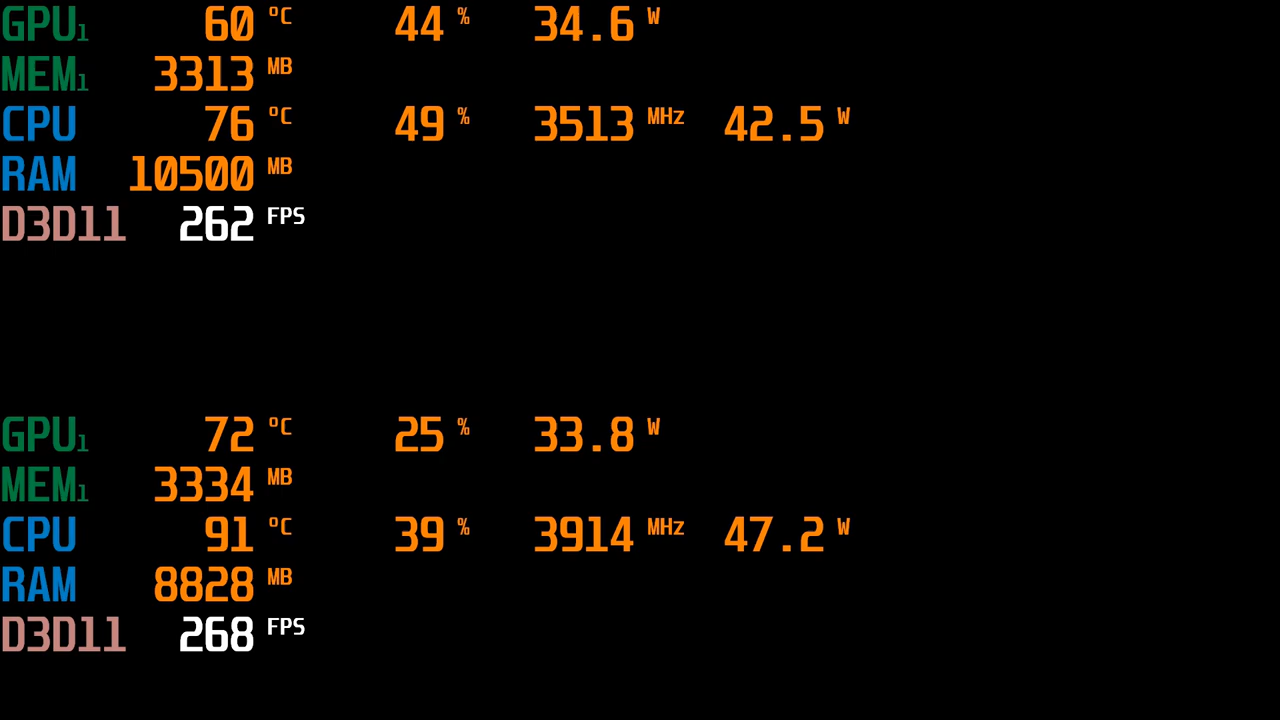 GPU1 60 °C 44 % 34.6 W
MEM1 3313 MB
CPU 76 °C 49 % 3513 MHz 42.5 W
RAM 10500 MB
D3D11 262 FPS
GPU1 72 °C 25 % 33.8 W
MEM1 3334 MB
CPU 91 °C 39 % 3914 MHz 47.2 W
RAM 8828 MB
D3D11 268 FPS